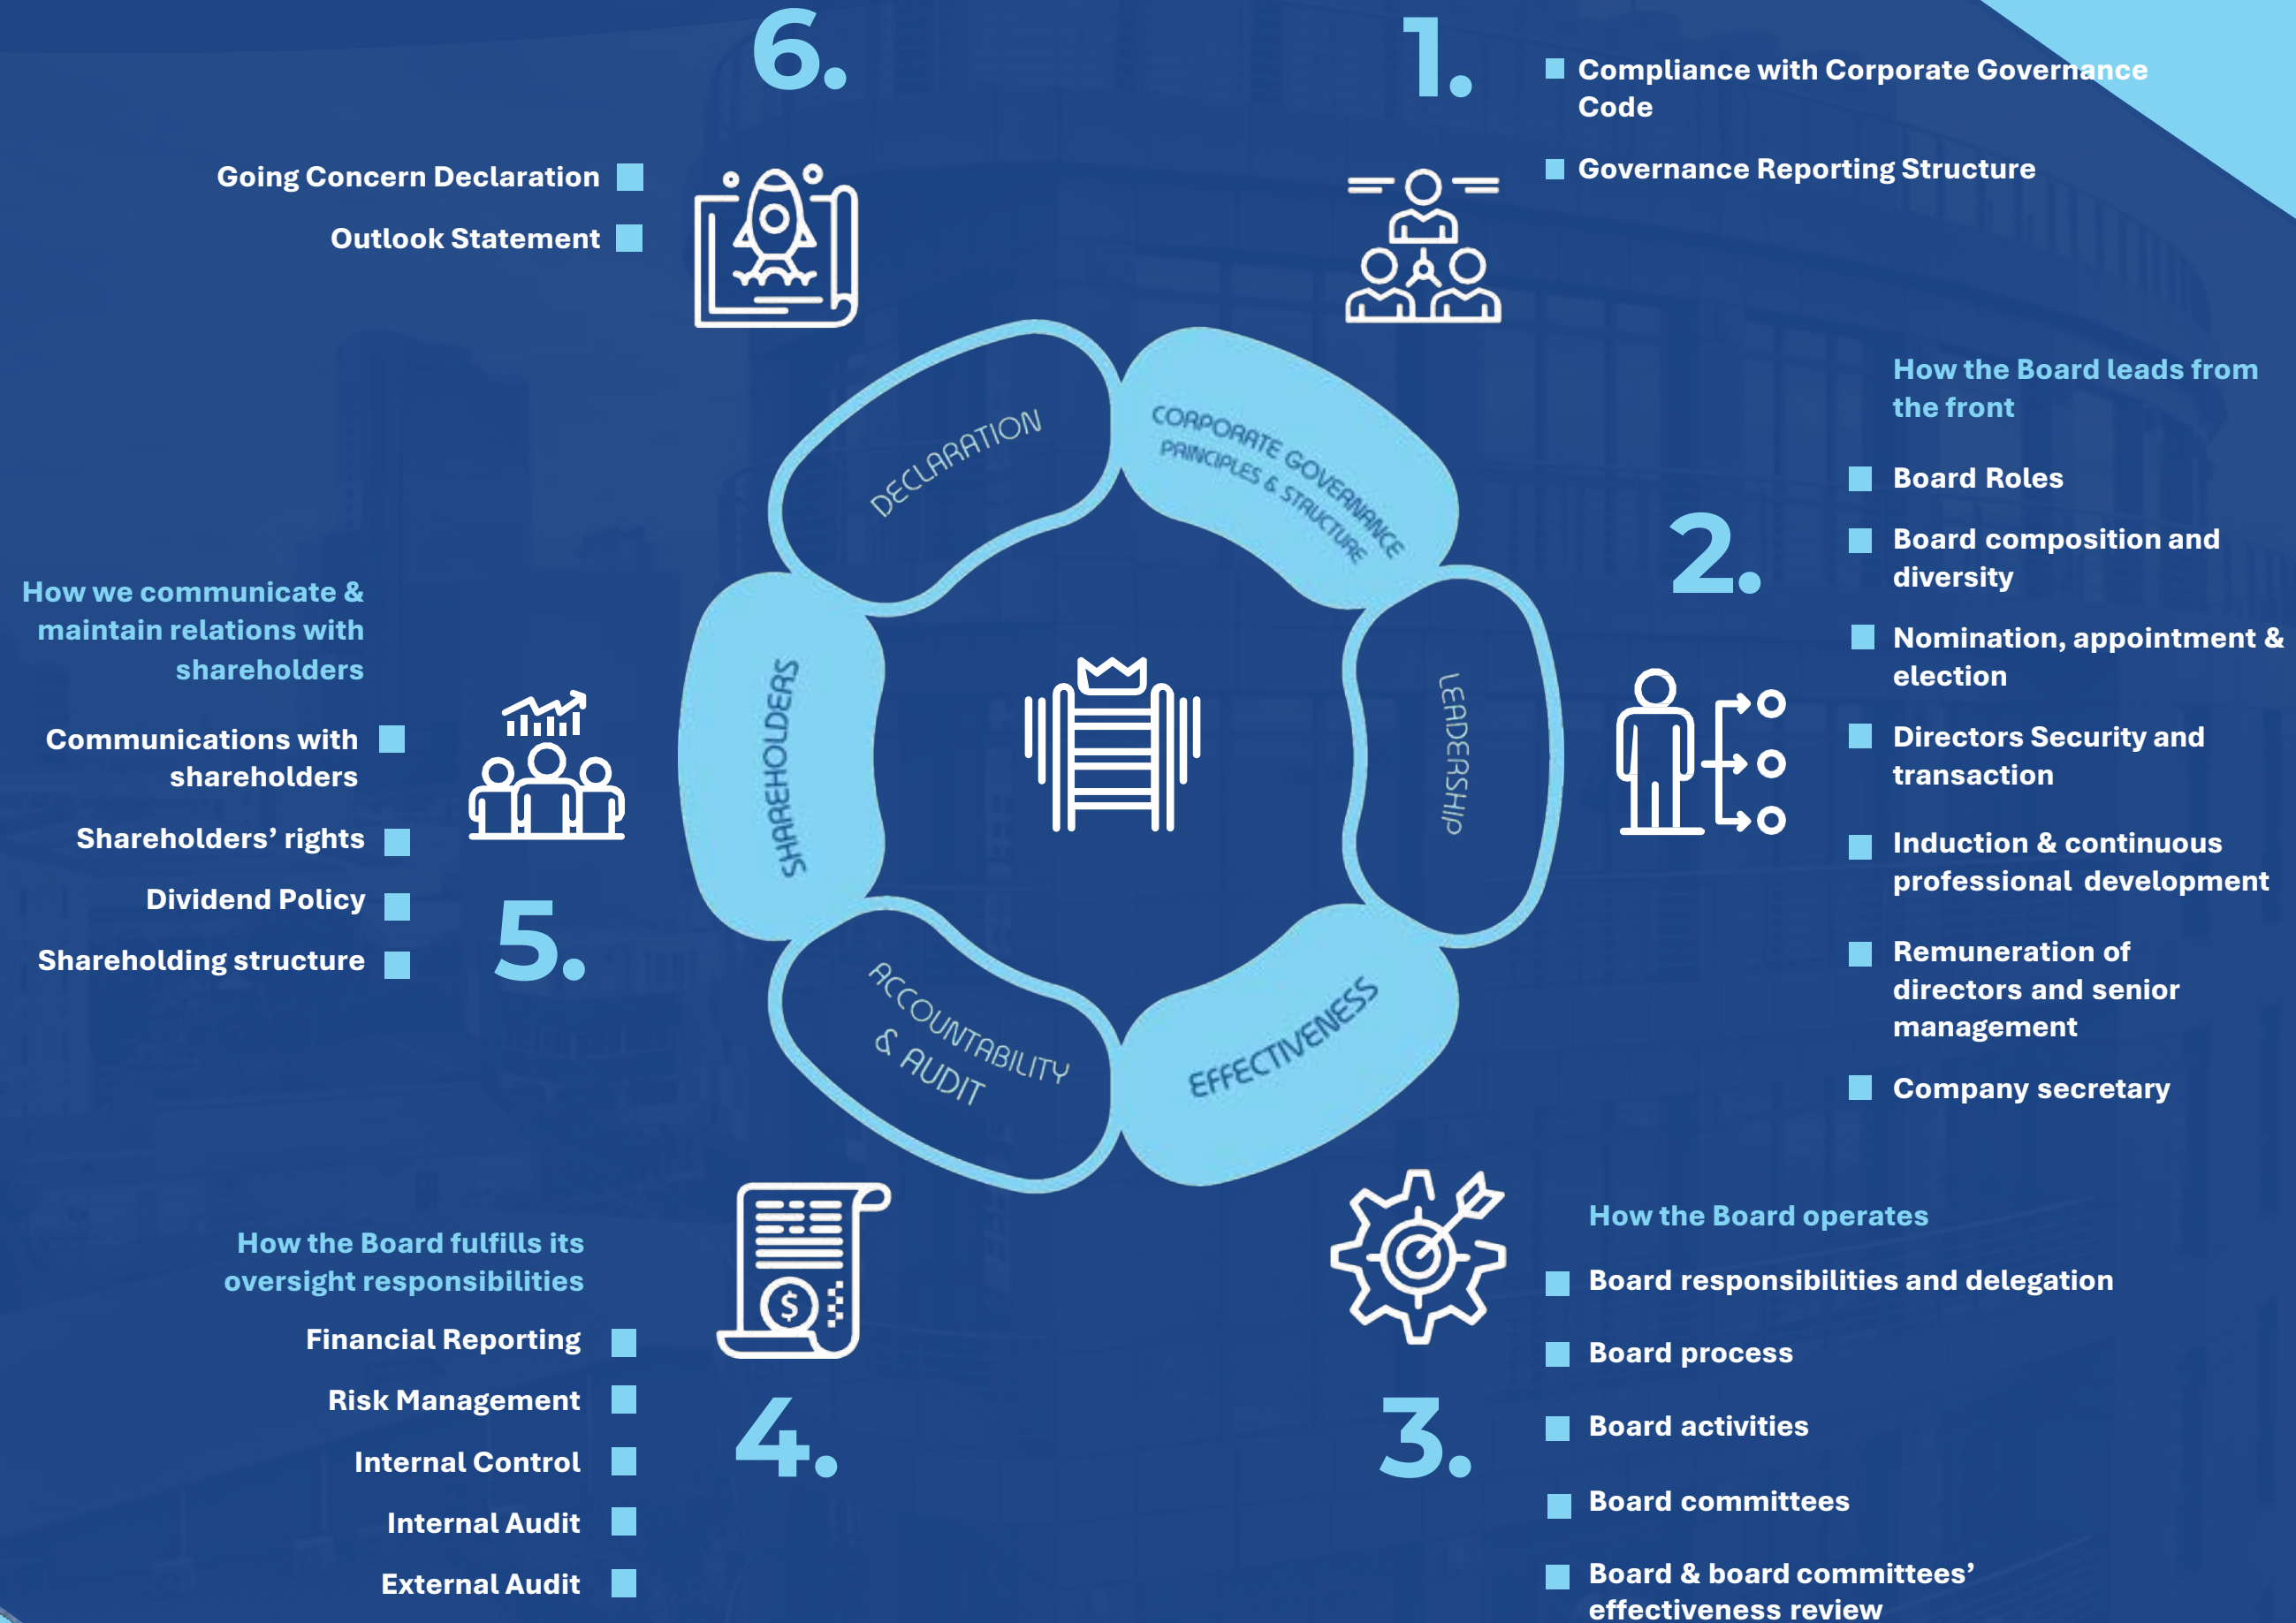 1.
Compliance with Corporate Governance
Code
Governance Reporting Structure
How the Board leads from
the front
2.
Board Roles
Board composition and
diversity
Nomination, appointment &
election
Directors Security and
transaction
Induction & continuous
professional development
Remuneration of
directors and senior
management
Company secretary
How the Board operates
3.
Board responsibilities and delegation
Board process
Board activities
Board committees
Board & board committees’
effectiveness review
How the Board fulfills its
oversight responsibilities
4.
Financial Reporting
Risk Management
Internal Control
Internal Audit
External Audit
How we communicate &
maintain relations with
shareholders
5.
Communications with
shareholders
Shareholders’ rights
Dividend Policy
Shareholding structure
6.
Going Concern Declaration
Outlook Statement
CORPORATE GOVERNANCE
PRINCIPLES & STRUCTURE
LEADERSHIP
EFFECTIVENESS
ACCOUNTABILITY
& AUDIT
SHAREHOLDERS
DECLARATION
$